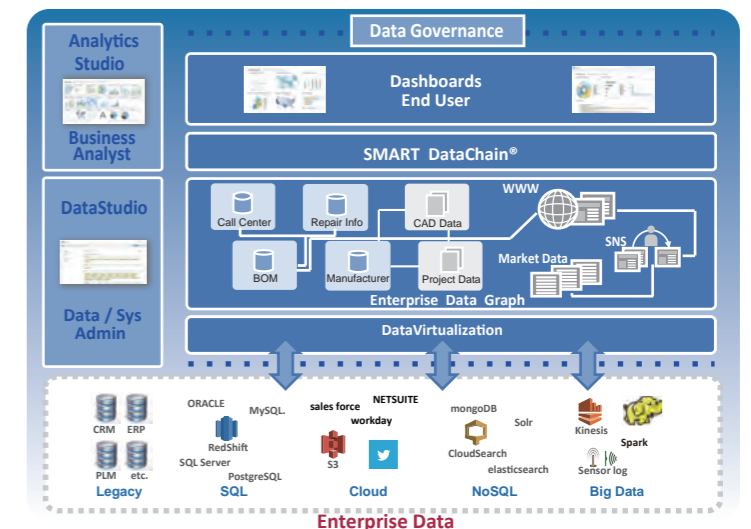 Analytics
Studio
Business
Analyst
DataStudio
Data / Sys
Admin
Data Governance
Dashboards
End User
SMART DataChain®
Call Center
Repair Info
CAD Data
WWW
SNS
BOM
Manufacturer
Project Data
Market Data
Enterprise Data Graph
DataVirtualization
CRM
ERP
PLM
etc.
Legacy
ORACLE
MySQL.
RedShift
SQL Server
PostgreSQL
SQL
sales force
NETSUITE
workday
S3
Cloud
mongoDB
Solr
CloudSearch
elasticsearch
NoSQL
Kinesis
Spark
Sensor log
Big Data
Enterprise Data